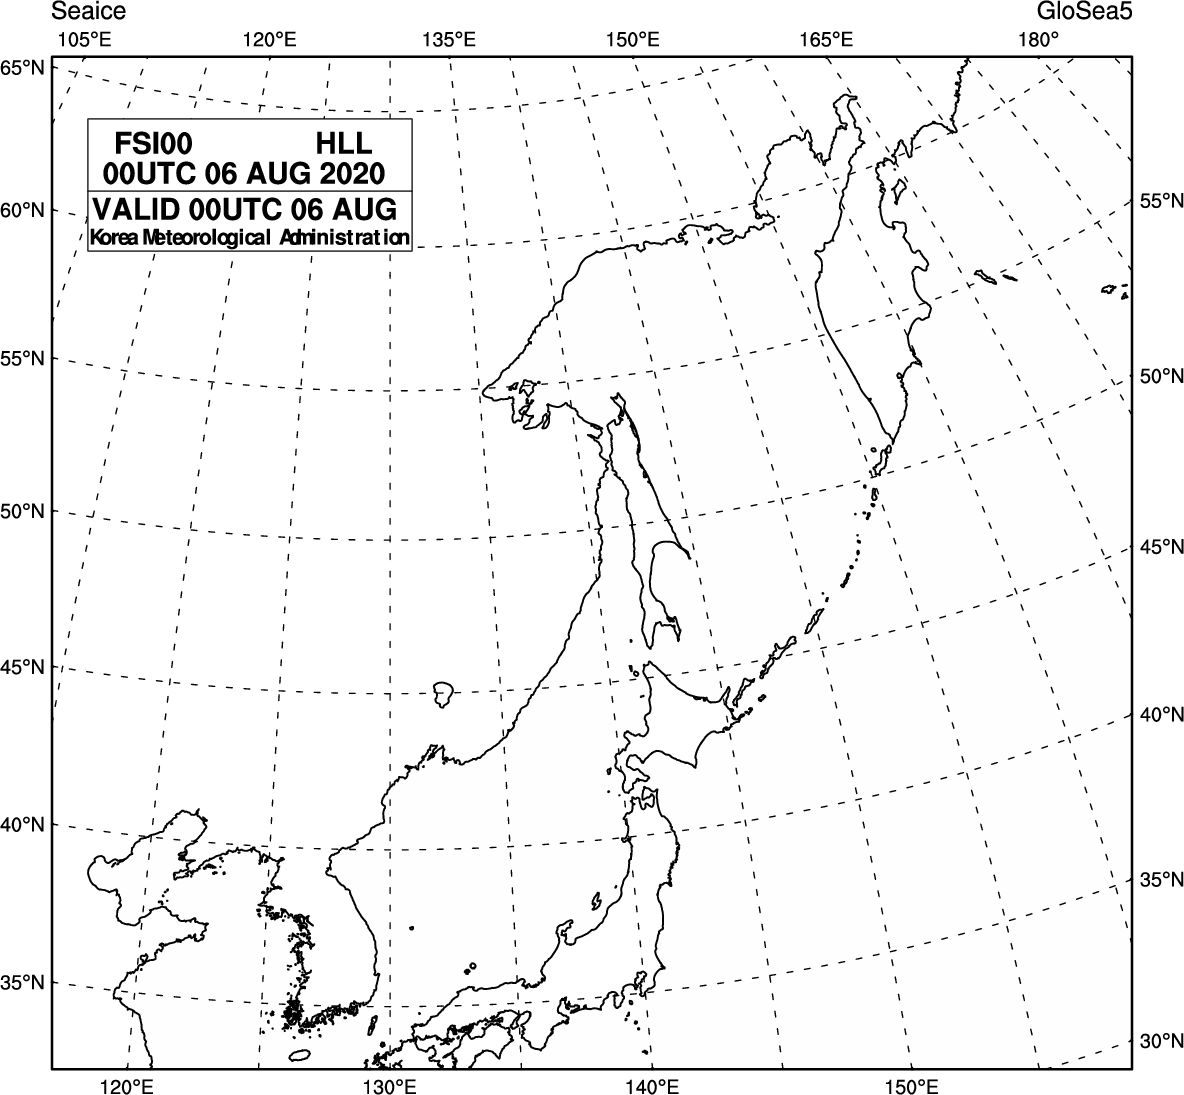 Seaice GloSea5
105°E 120°E 135°E 150°E 165°E 180°
65°N
FSI00 HLL
00UTC 06 AUG 2020
VALID 00UTC 06 AUG
Korea Meteorological Administration
60°N 55°N
55°N 50°N
50°N 45°N
45°N 40°N
40°N 35°N
35°N 30°N
120°E 130°E 140°E 150°E